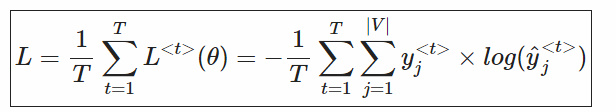 L = \frac{1}{T} \sum_{t=1}^{T} L^{<t>}(\theta) = -\frac{1}{T} \sum_{t=1}^{T} \sum_{j=1}^{|V|} y_j^{<t>} \times log(\hat{y}_j^{<t>})